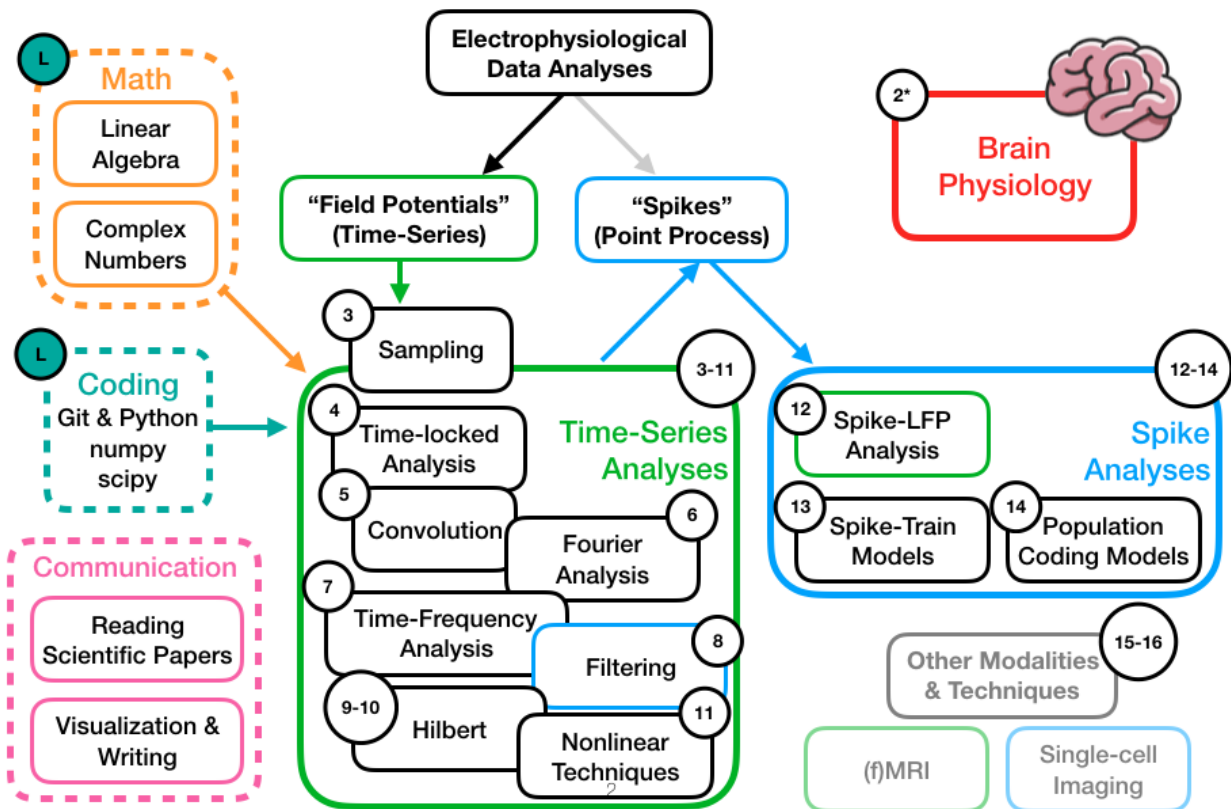 Electrophysiological
Data Analyses
L
Math
Linear
Algebra
Complex
Numbers
2*
Brain
Physiology
“Field Potentials”
(Time-Series)
“Spikes”
(Point Process)
L
Coding
Git & Python
numpy
scipy
Communication
Reading
Scientific Papers
Visualization &
Writing
3
Sampling
3-11
Time-Series
Analyses
4
Time-locked
Analysis
5
Convolution
6
Fourier
Analysis
7
Time-Frequency
Analysis
8
Filtering
9-10
Hilbert
11
Nonlinear
Techniques
2
12-14
Spike
Analyses
12
Spike-LFP
Analysis
13
Spike-Train
Models
14
Population
Coding Models
15-16
Other Modalities
& Techniques
(f)MRI
Single-cell
Imaging